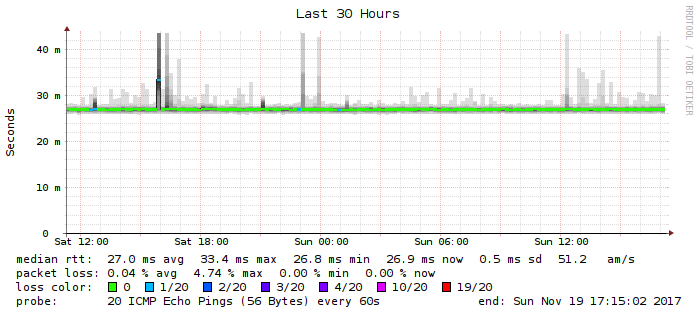 Last 30 Hours
RRDTOOL / TOBI OETIKER
Seconds
40 m
30 m
20 m
10 m
0
Sat 12:00 Sat 18:00 Sun 00:00 Sun 06:00 Sun 12:00
median rtt: 27.0 ms avg 33.4 ms max 26.8 ms min 26.9 ms now 0.5 ms sd 51.2 am/s
packet loss: 0.04 % avg 4.74 % max 0.00 % min 0.00 % now
loss color: 0 1/20 2/20 3/20 4/20 10/20 19/20
probe: 20 ICMP Echo Pings (56 Bytes) every 60s end: Sun Nov 19 17:15:02 2017